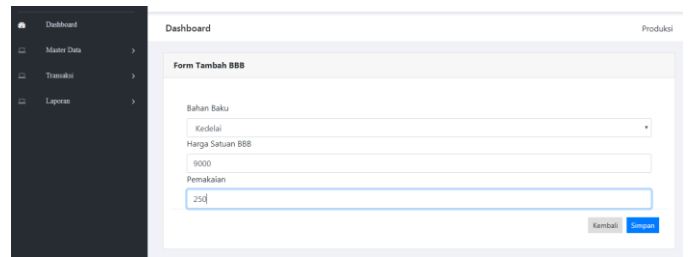 Dashboard
Master Data
Transaksi
Laporan
Dashboard
Produksi
Form Tambah BBB
Bahan Baku
Kedelai
Harga Satuan BBB
9000
Pemakaian
250
Kembali
Simpan